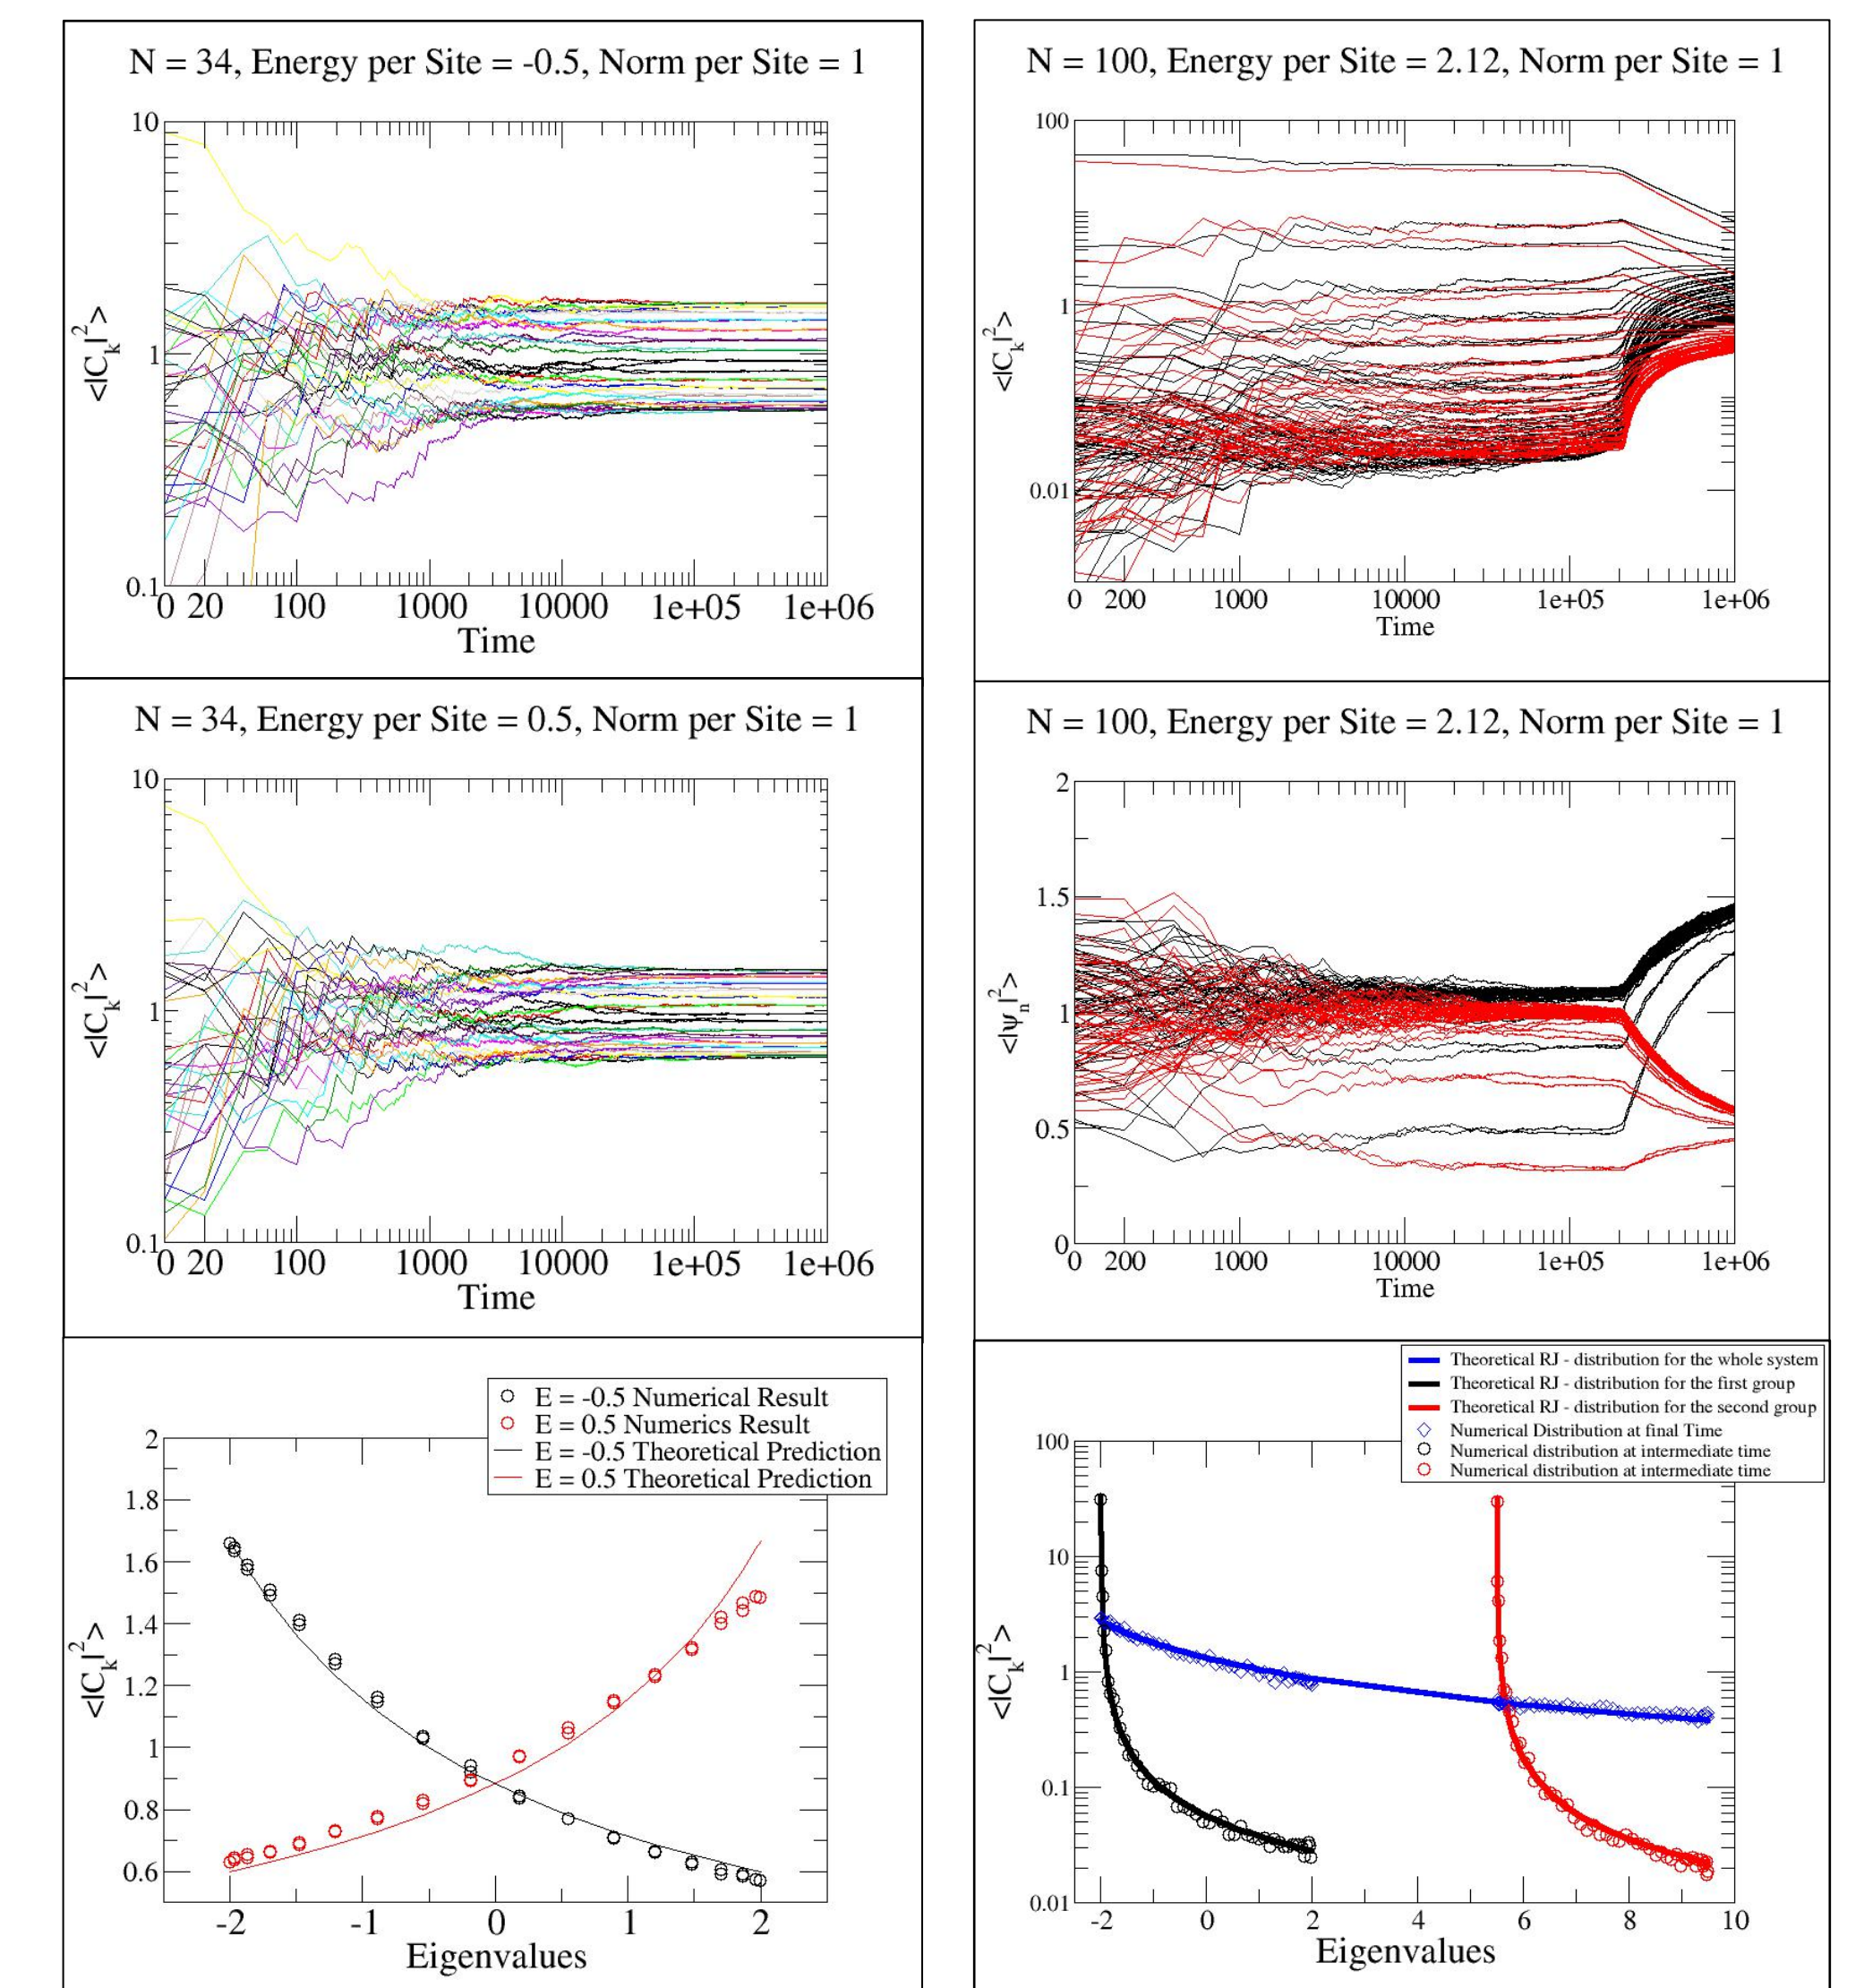 N = 34, Energy per Site = -0.5, Norm per Site = 1
10
1
0.1
<|C_k|^2>
0 20 100 1000 10000 1e+05 1e+06
Time
N = 34, Energy per Site = 0.5, Norm per Site = 1
10
1
0.1
<|C_k|^2>
0 20 100 1000 10000 1e+05 1e+06
Time
E = -0.5 Numerical Result
E = 0.5 Numerics Result
E = -0.5 Theoretical Prediction
E = 0.5 Theoretical Prediction
2
1.8
1.6
1.4
1.2
1
0.8
0.6
<|C_k|^2>
-2 -1 0 1 2
Eigenvalues
N = 100, Energy per Site = 2.12, Norm per Site = 1
100
1
0.01
<|C_k|^2>
0 200 1000 10000 1e+05 1e+06
Time
N = 100, Energy per Site = 2.12, Norm per Site = 1
2
1.5
1
0.5
0
<|ψ_n|^2>
0 200 1000 10000 1e+05 1e+06
Time
Theoretical RJ - distribution for the whole system
Theoretical RJ - distribution for the first group
Theoretical RJ - distribution for the second group
Numerical Distribution at final Time
Numerical distribution at intermediate time
Numerical distribution at intermediate time
100
10
1
0.1
0.01
<|C_k|^2>
-2 0 2 4 6 8 10
Eigenvalues